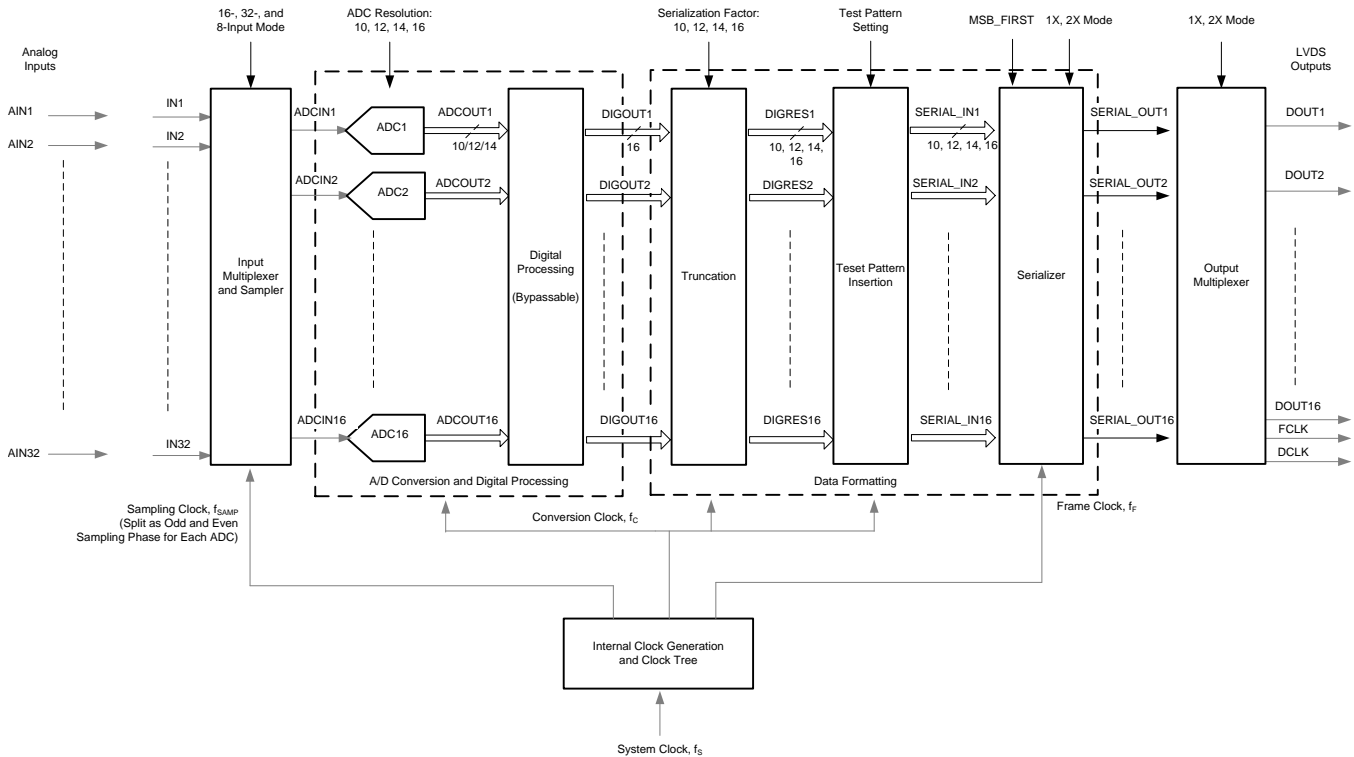 16-, 32-, and
8-Input Mode
ADC Resolution:
10, 12, 14, 16
Serialization Factor:
10, 12, 14, 16
Test Pattern
Setting
MSB_FIRST
1X, 2X Mode
1X, 2X Mode
Analog
Inputs
LVDS
Outputs
AIN1
IN1
ADCIN1
ADC1
ADCOUT1
10/12/14
DIGOUT1
16
DIGRES1
10, 12, 14,
16
SERIAL_IN1
10, 12, 14, 16
SERIAL_OUT1
DOUT1
AIN2
IN2
ADCIN2
ADC2
ADCOUT2
DIGOUT2
DIGRES2
SERIAL_IN2
SERIAL_OUT2
DOUT2
Input
Multiplexer
and Sampler
Digital
Processing
(Bypassable)
Truncation
Teset Pattern
Insertion
Serializer
Output
Multiplexer
AIN32
IN32
ADCIN16
ADC16
ADCOUT16
DIGOUT16
DIGRES16
SERIAL_IN16
SERIAL_OUT16
DOUT16
FCLK
DCLK
A/D Conversion and Digital Processing
Data Formatting
Sampling Clock, fSAMP
(Split as Odd and Even
Sampling Phase for Each ADC)
Conversion Clock, fC
Frame Clock, fF
Internal Clock Generation
and Clock Tree
System Clock, fS